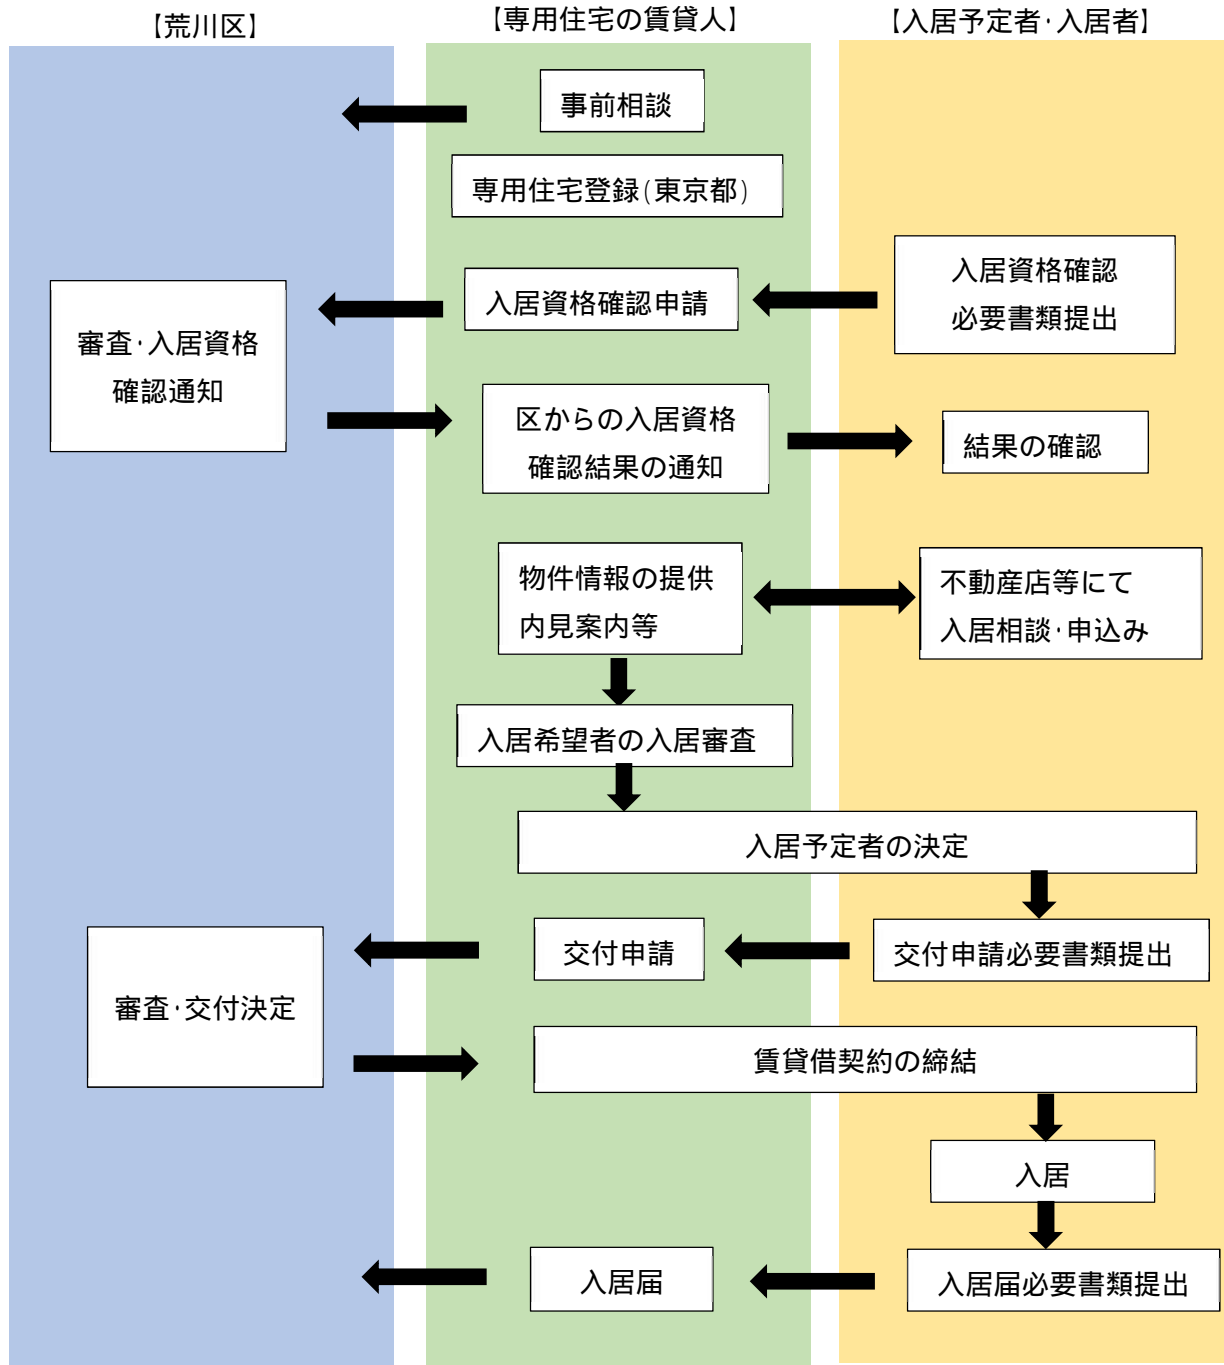 【荒川区】
【専用住宅の賃貸人】
【入居予定者・入居者】
事前相談
専用住宅登録(東京都)
入居資格確認
必要書類提出
入居資格確認申請
審査・入居資格
確認通知
区からの入居資格
確認結果の通知
結果の確認
物件情報の提供
内見案内等
不動産店等にて
入居相談・申込み
入居希望者の入居審査
入居予定者の決定
交付申請必要書類提出
交付申請
審査・交付決定
賃貸借契約の締結
入居
入居届必要書類提出
入居届